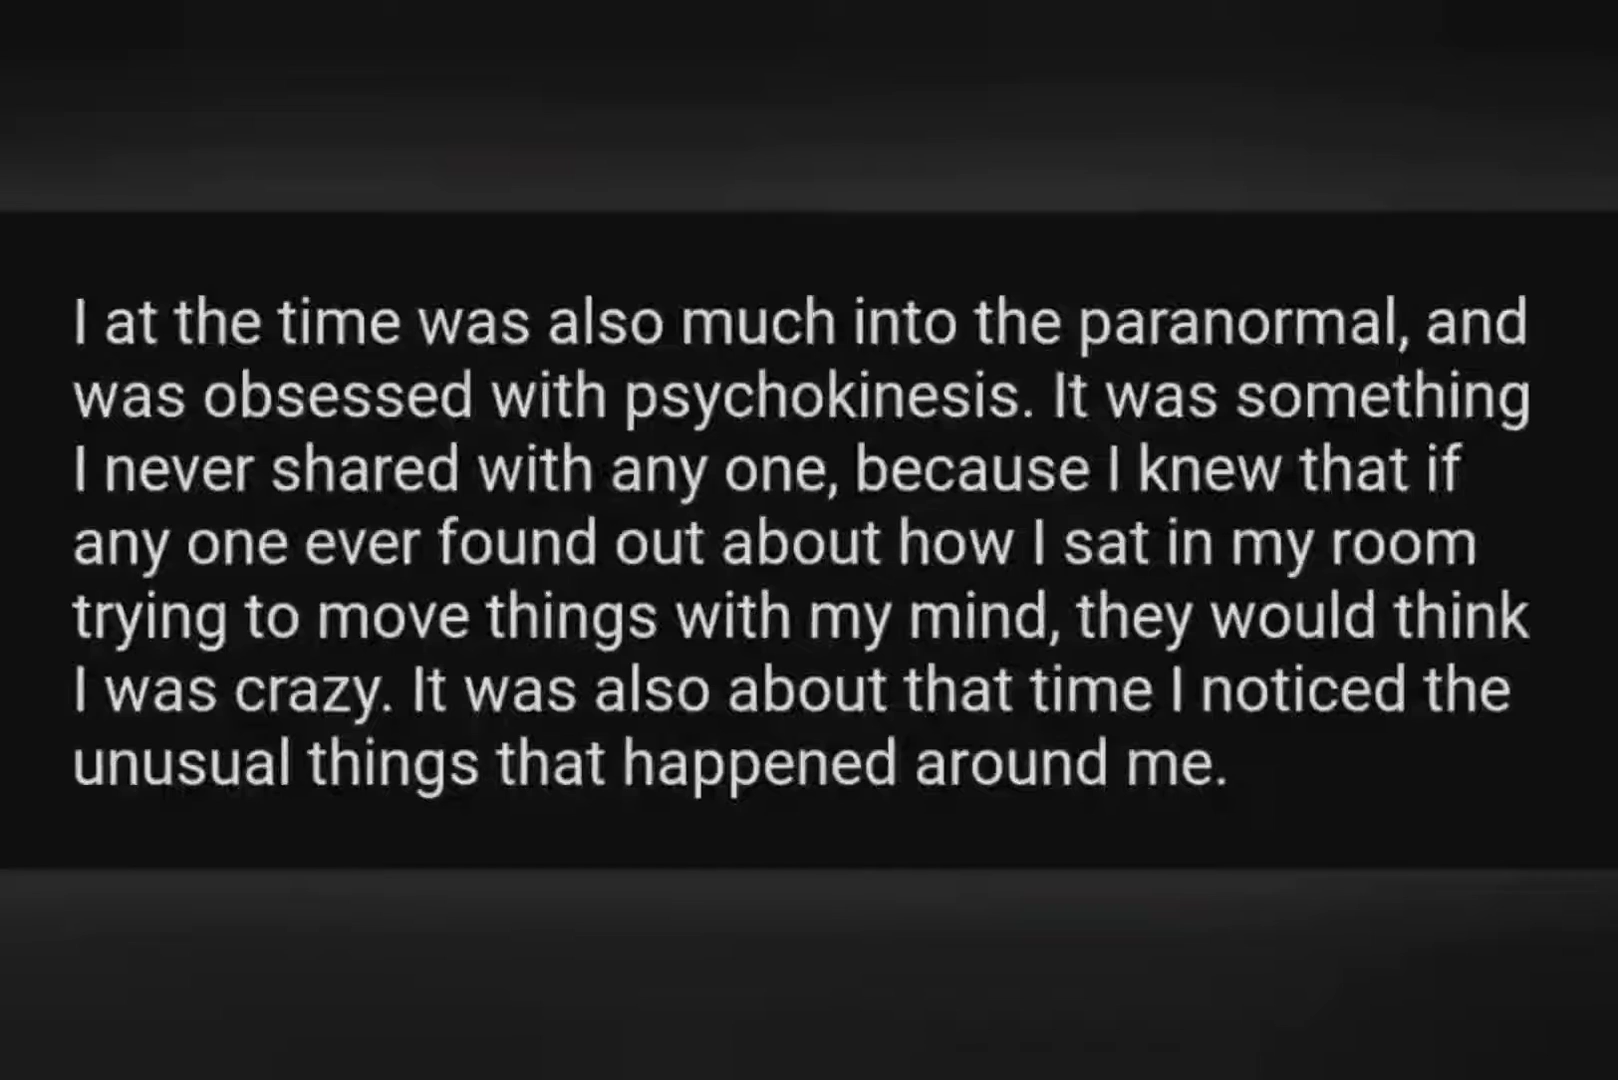 I at the time was also much into the paranormal, and
was obsessed with psychokinesis. It was something
I never shared with any one, because I knew that if
any one ever found out about how I sat in my room
trying to move things with my mind, they would think
I was crazy. It was also about that time I noticed the
unusual things that happened around me.